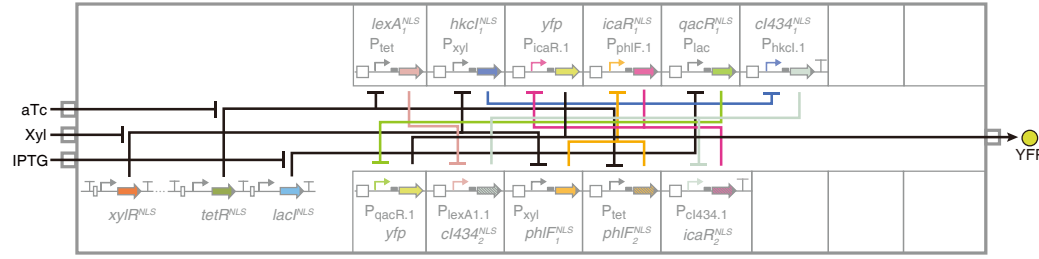 lexA₁ᴺᴸˢ hkcI₁ᴺᴸˢ yfp icaR₁ᴺᴸˢ qacR₁ᴺᴸˢ cI434₁ᴺᴸˢ
Ptet Pxyl PicaR.1 PphlF.1 Plac PhkcI.1
aTc
Xyl
IPTG
YFP
xylRᴺᴸˢ tetRᴺᴸˢ lacIᴺᴸˢ
PqacR.1 PlexA1.1 Pxyl Ptet PcI434.1
yfp cI434₂ᴺᴸˢ phlF₁ᴺᴸˢ phlF₂ᴺᴸˢ icaR₂ᴺᴸˢ